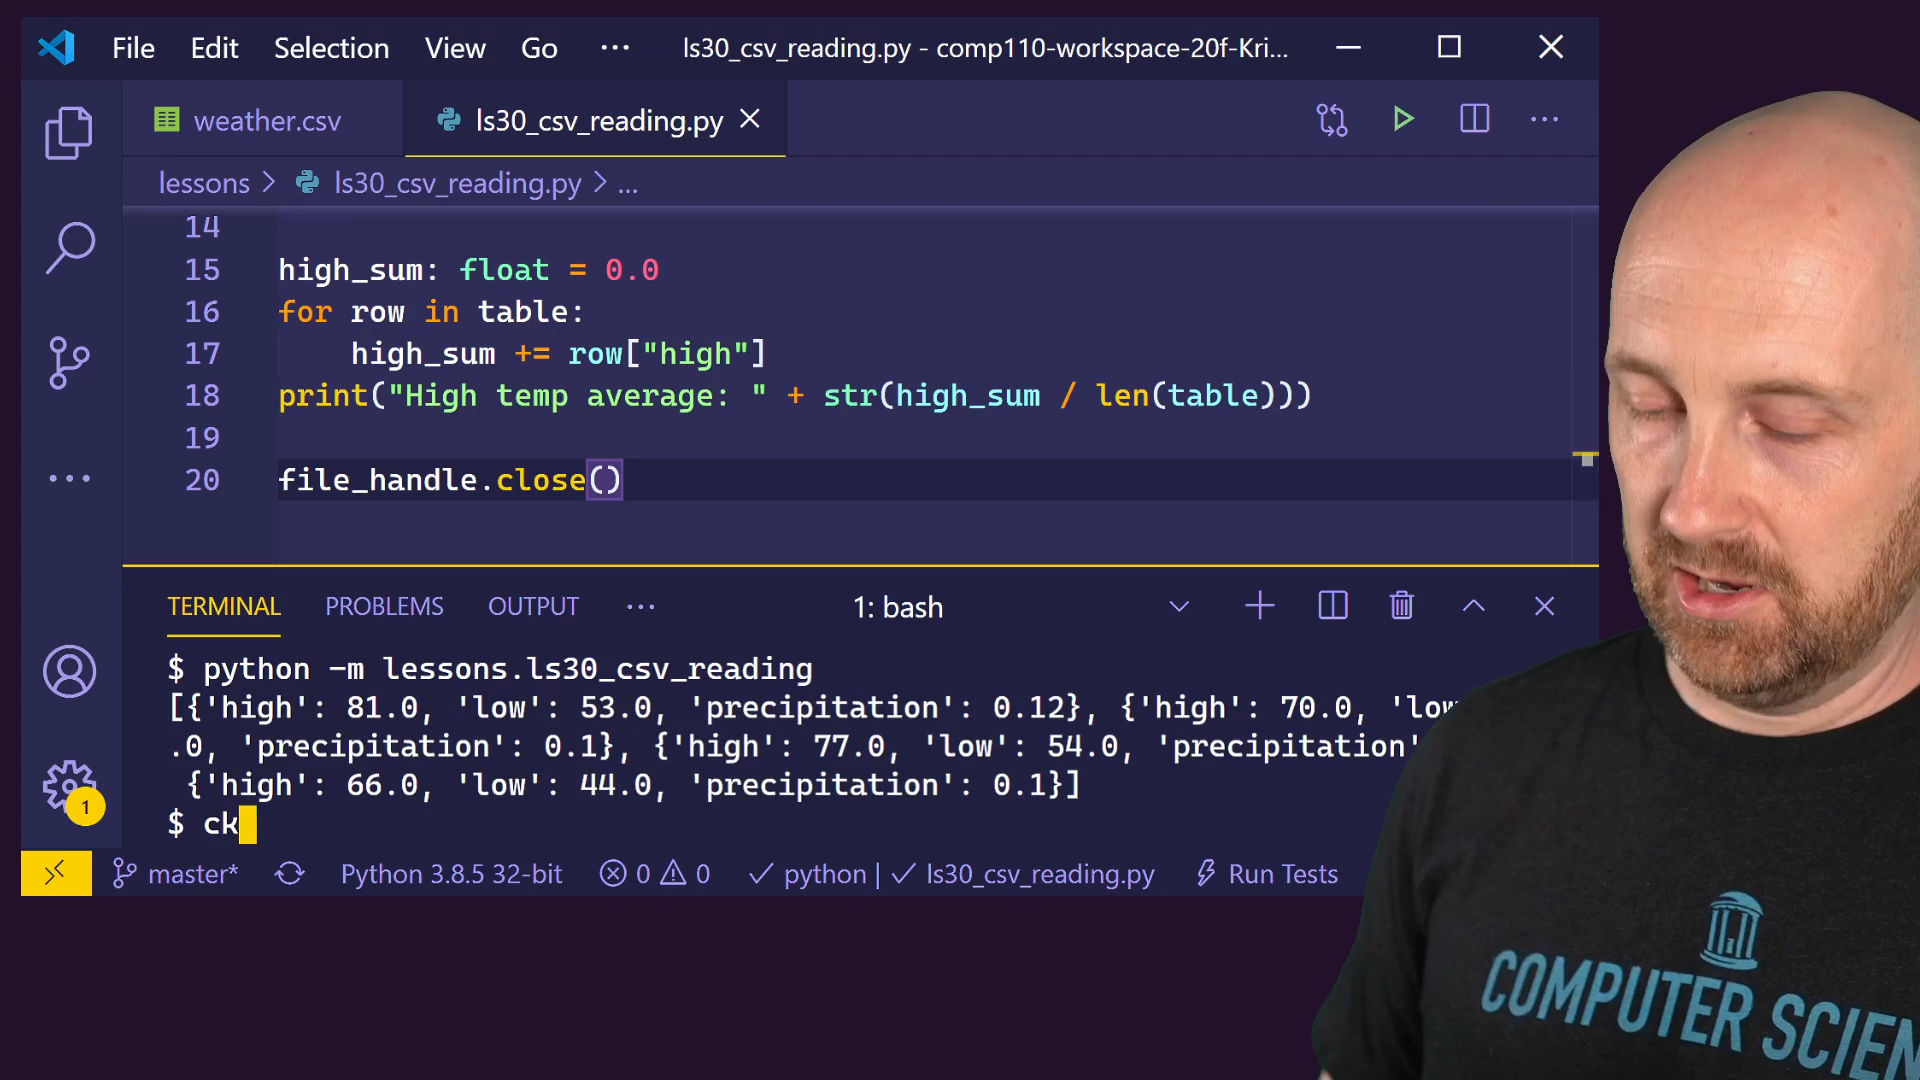 File Edit Selection View Go ··· ls30_csv_reading.py - comp110-workspace-20f-Kri...
weather.csv ls30_csv_reading.py
lessons > ls30_csv_reading.py > ...
14
15 high_sum: float = 0.0
16 for row in table:
17 high_sum += row["high"]
18 print("High temp average: " + str(high_sum / len(table)))
19
20 file_handle.close()
TERMINAL PROBLEMS OUTPUT ··· 1: bash
$ python -m lessons.ls30_csv_reading
[{'high': 81.0, 'low': 53.0, 'precipitation': 0.12}, {'high': 70.0, 'low
.0, 'precipitation': 0.1}, {'high': 77.0, 'low': 54.0, 'precipitation'
{'high': 66.0, 'low': 44.0, 'precipitation': 0.1}]
$ ck
1
master* Python 3.8.5 32-bit 0 0 python | ls30_csv_reading.py Run Tests
COMPUTER SCIEN